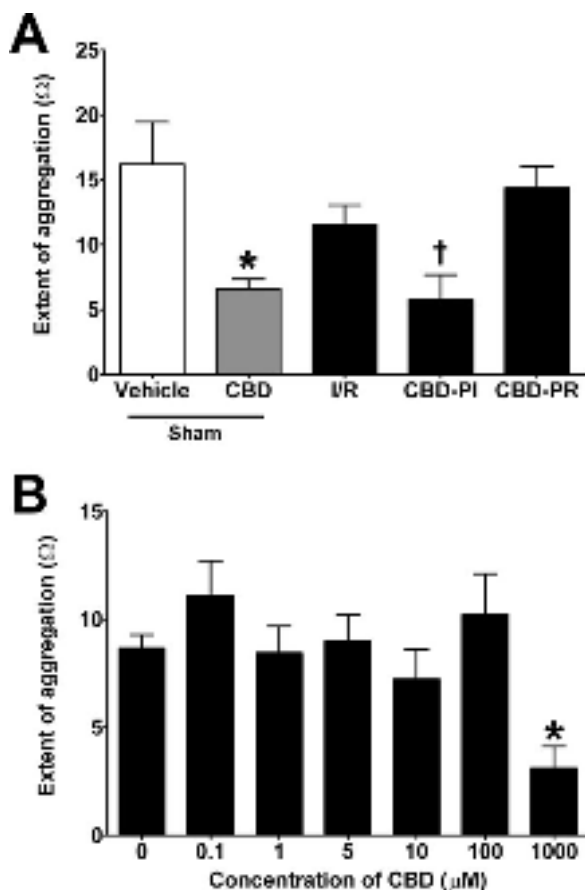 A
Extent of aggregation (Ω)
25
20
15
10
5
0
*
†
Vehicle CBD I/R CBD-PI CBD-PR
Sham
B
Extent of aggregation (Ω)
15
10
5
0
*
0 0.1 1 5 10 100 1000
Concentration of CBD (μM)